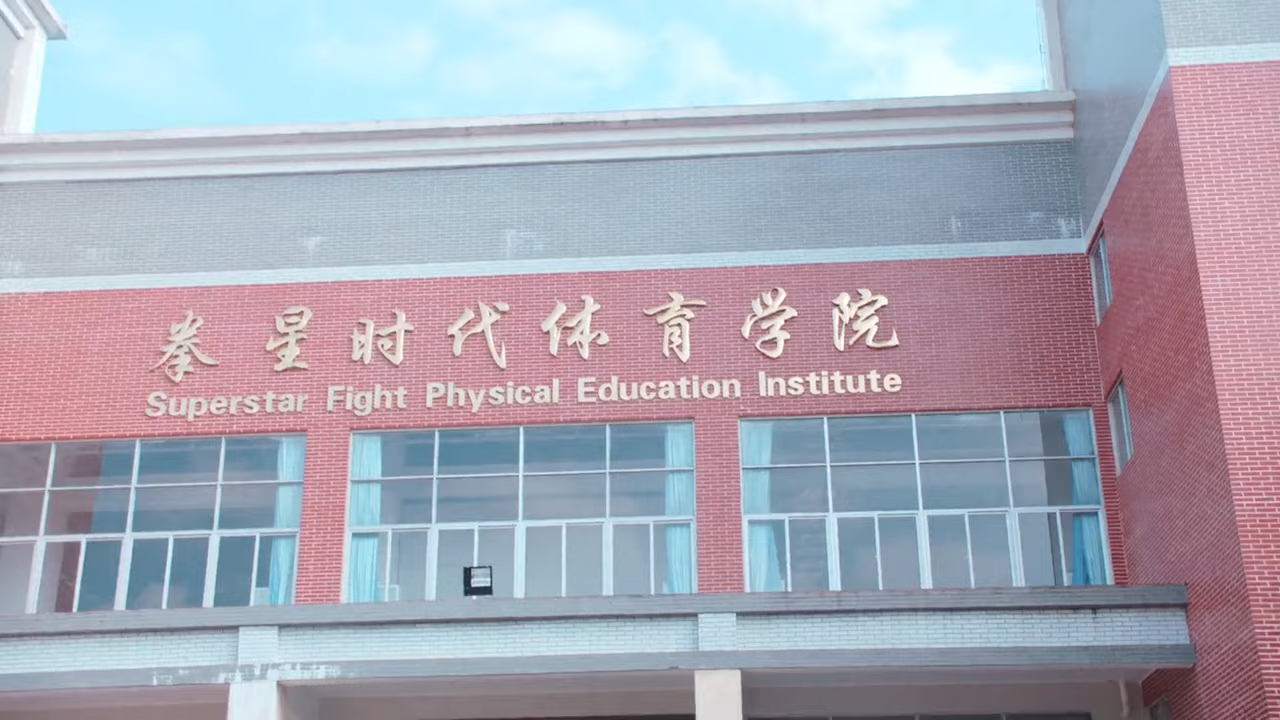 拳星时代体育学院
Superstar Fight Physical Education Institute